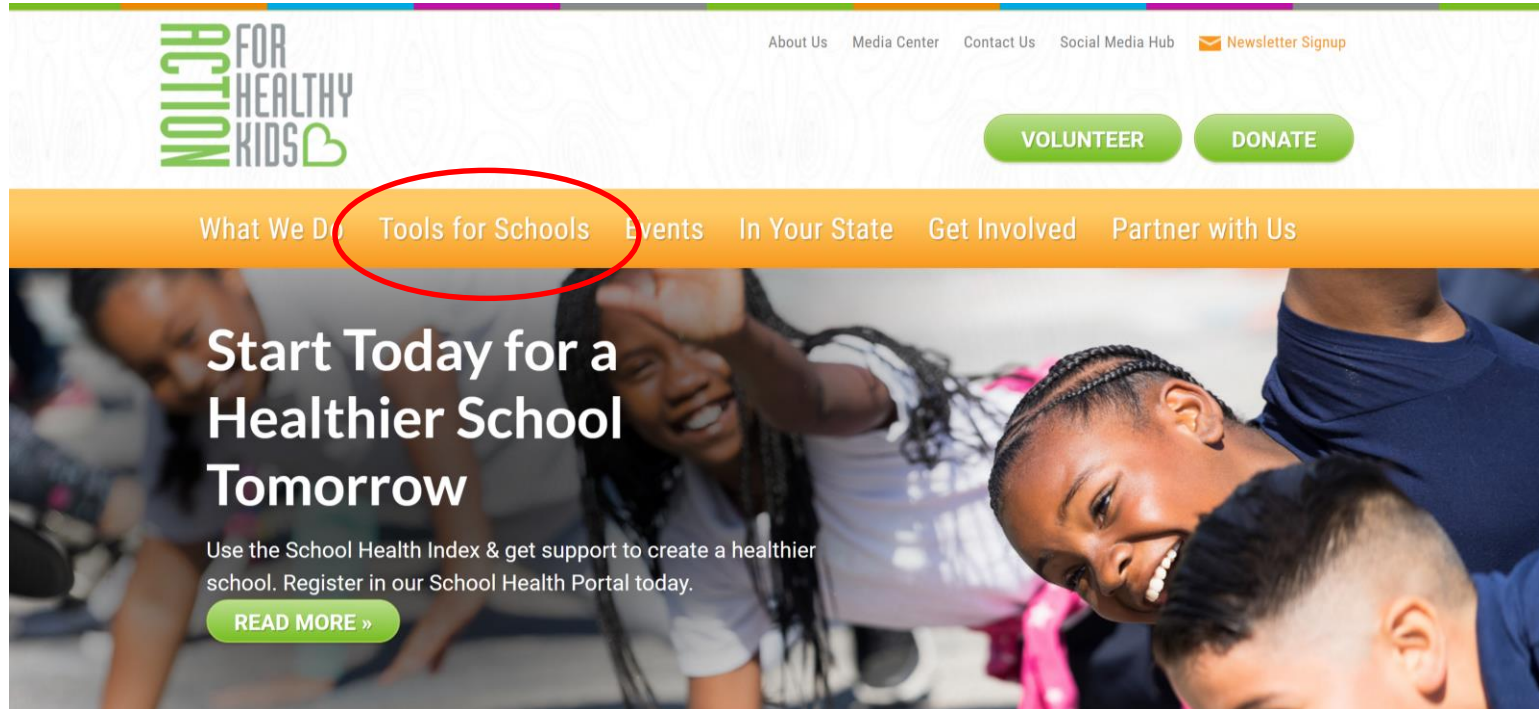 ACTION
FOR
HEALTHY
KIDS
About Us Media Center Contact Us Social Media Hub Newsletter Signup
VOLUNTEER DONATE
What We Do Tools for Schools Events In Your State Get Involved Partner with Us
Start Today for a
Healthier School
Tomorrow
Use the School Health Index & get support to create a healthier
school. Register in our School Health Portal today.
READ MORE »